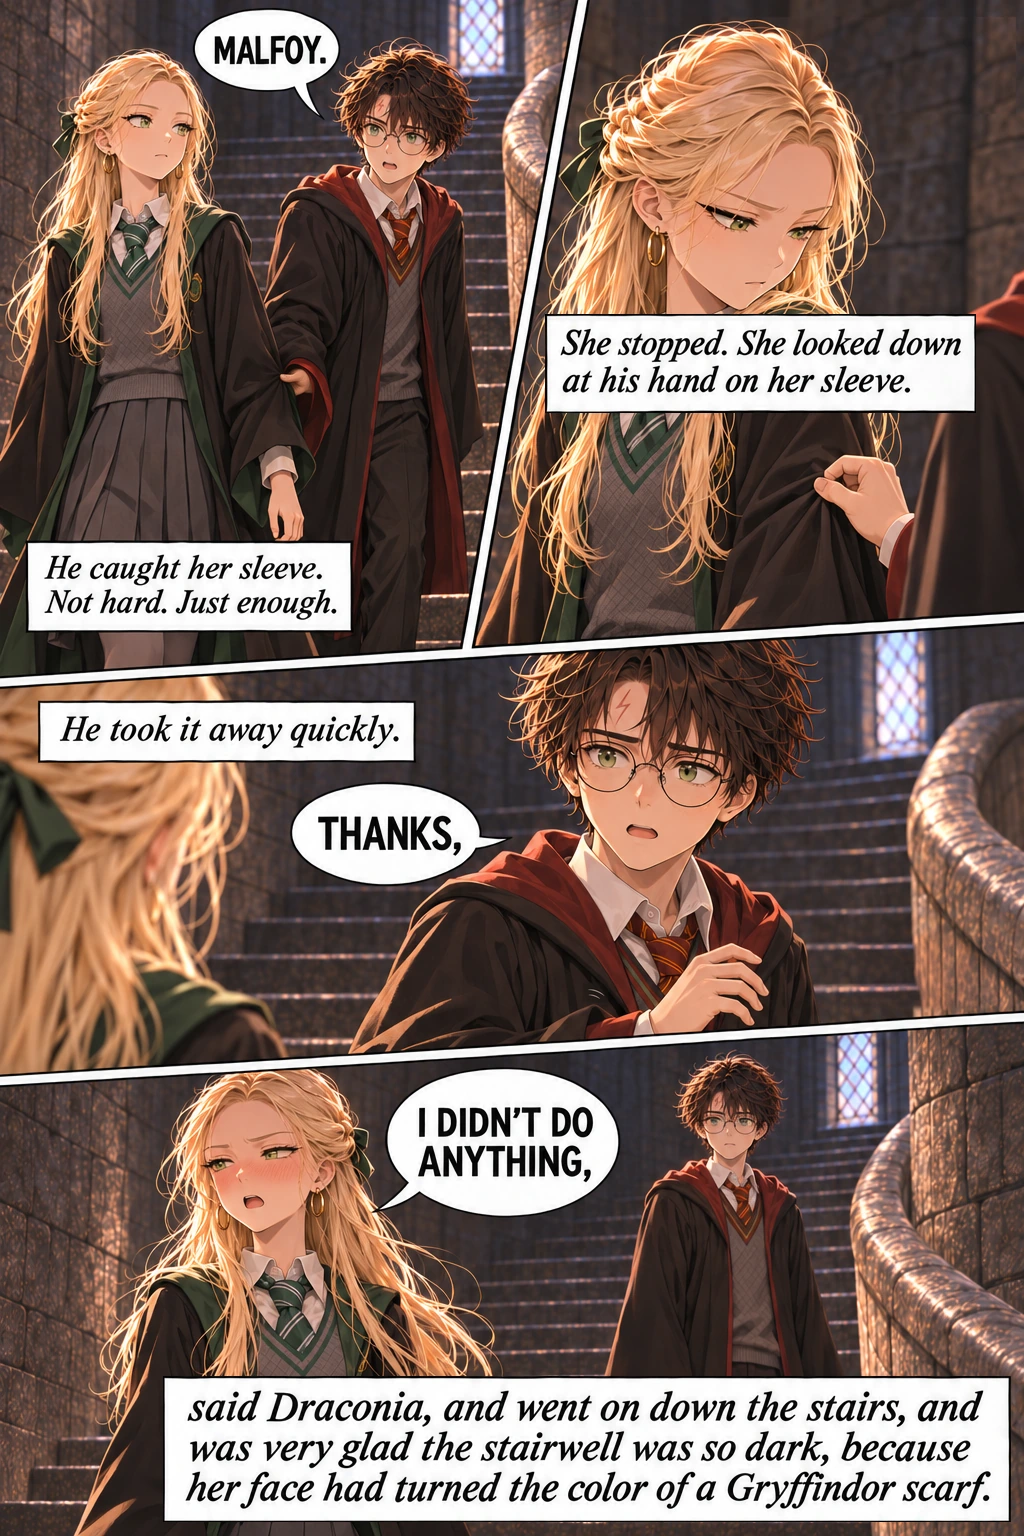 MALFOY.
He caught her sleeve.
Not hard. Just enough.
She stopped. She looked down
at his hand on her sleeve.
He took it away quickly.
THANKS,
I DIDN'T DO
ANYTHING,
said Draconia, and went on down the stairs, and
was very glad the stairwell was so dark, because
her face had turned the color of a Gryffindor scarf.